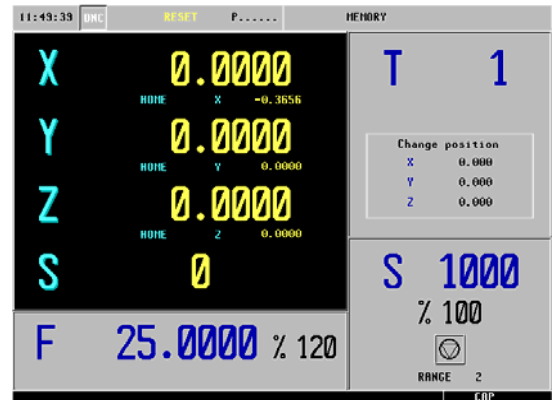 11:49:39 DNC RESET P...... MEMORY
X 0.0000
HOME X -0.3656
Y 0.0000
HOME Y 0.0000
Z 0.0000
HOME Z 0.0000
S 0
F 25.0000 % 120
T 1
Change position
X 0.000
Y 0.000
Z 0.000
S 1000
% 100
RANGE 2
CAP